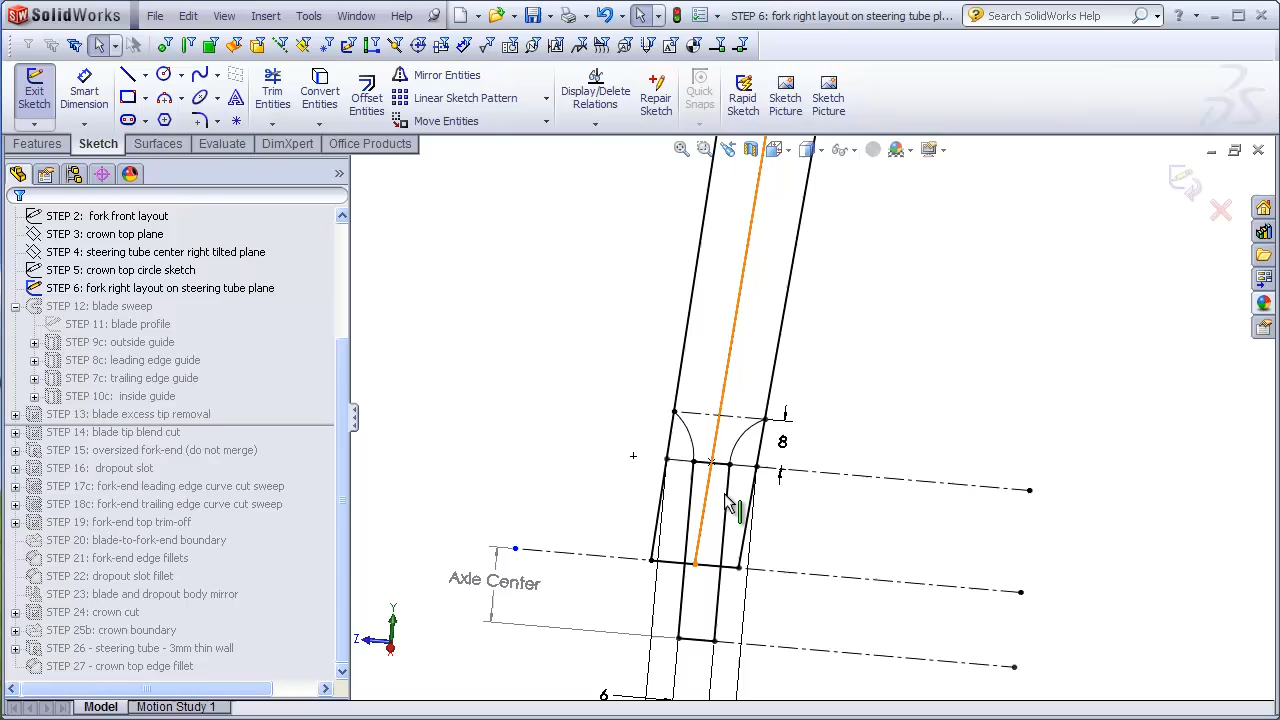 SolidWorks
File Edit View Insert Tools Window Help
STEP 6: fork right layout on steering tube pl...
Search SolidWorks Help
Exit Sketch
Smart Dimension
Trim Entities
Convert Entities
Offset Entities
Mirror Entities
Linear Sketch Pattern
Move Entities
Display/Delete Relations
Repair Sketch
Quick Snaps
Rapid Sketch
Sketch Picture
Sketch Picture
Features Sketch Surfaces Evaluate DimXpert Office Products
STEP 2: fork front layout
STEP 3: crown top plane
STEP 4: steering tube center right tilted plane
STEP 5: crown top circle sketch
STEP 6: fork right layout on steering tube plane
STEP 12: blade sweep
STEP 11: blade profile
STEP 9c: outside guide
STEP 8c: leading edge guide
STEP 7c: trailing edge guide
STEP 10c: inside guide
STEP 13: blade excess tip removal
STEP 14: blade tip blend cut
STEP 15: oversized fork-end (do not merge)
STEP 16: dropout slot
STEP 17c: fork-end leading edge curve cut sweep
STEP 18c: fork-end trailing edge curve cut sweep
STEP 19: fork-end top trim-off
STEP 20: blade-to-fork-end boundary
STEP 21: fork-end edge fillets
STEP 22: dropout slot fillet
STEP 23: blade and dropout body mirror
STEP 24: crown cut
STEP 25b: crown boundary
STEP 26 - steering tube - 3mm thin wall
STEP 27 - crown top edge fillet
8
Axle Center
6
Y
Z
X
Model Motion Study 1